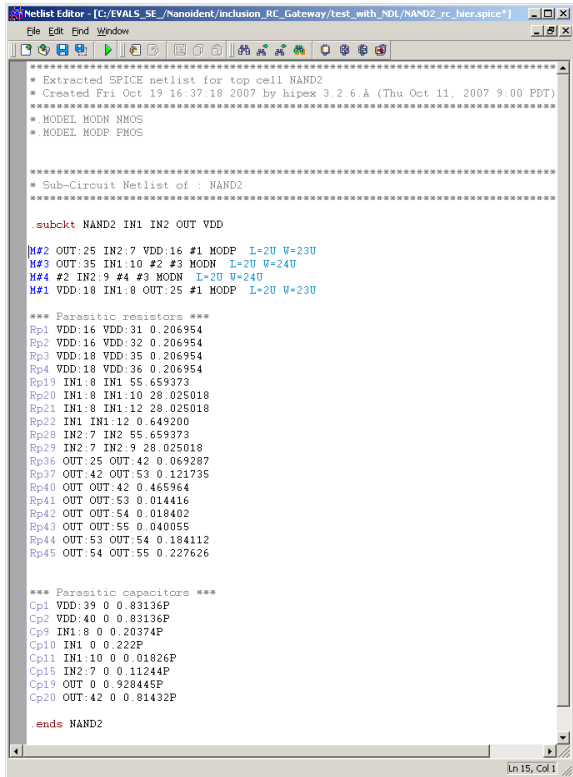 Netlist Editor - [C:/EVALS_SE_/Nanoident/inclusion_RC_Gateway/test_with_NDL/NAND2_rc_hier.spice*]
File Edit Find Window
******************************************************************************
* Extracted SPICE netlist for top cell NAND2
* Created Fri Oct 19 16:37:18 2007 by hipex 3.2.6.A (Thu Oct 11, 2007 9:00 PDT)
******************************************************************************
*.MODEL MODN NMOS
*.MODEL MODP PMOS
******************************************************************************
* Sub-Circuit Netlist of : NAND2
******************************************************************************
.subckt NAND2 IN1 IN2 OUT VDD
M#2 OUT:25 IN2:7 VDD:16 #1 MODP L=2U W=23U
M#3 OUT:35 IN1:10 #2 #3 MODN L=2U W=24U
M#4 #2 IN2:9 #4 #3 MODN L=2U W=24U
M#1 VDD:18 IN1:8 OUT:25 #1 MODP L=2U W=23U
*** Parasitic resistors ***
Rp1 VDD:16 VDD:31 0.206954
Rp2 VDD:16 VDD:32 0.206954
Rp3 VDD:18 VDD:35 0.206954
Rp4 VDD:18 VDD:36 0.206954
Rp19 IN1:8 IN1 55.659373
Rp20 IN1:8 IN1:10 28.025018
Rp21 IN1:8 IN1:12 28.025018
Rp22 IN1 IN1:12 0.649200
Rp28 IN2:7 IN2 55.659373
Rp29 IN2:7 IN2:9 28.025018
Rp36 OUT:25 OUT:42 0.069287
Rp37 OUT:42 OUT:53 0.121735
Rp40 OUT OUT:42 0.465964
Rp41 OUT OUT:53 0.014416
Rp42 OUT OUT:54 0.018402
Rp43 OUT OUT:55 0.040055
Rp44 OUT:53 OUT:54 0.184112
Rp45 OUT:54 OUT:55 0.227626
*** Parasitic capacitors ***
Cp1 VDD:39 0 0.83136P
Cp2 VDD:40 0 0.83136P
Cp9 IN1:8 0 0.20374P
Cp10 IN1 0 0.222P
Cp11 IN1:10 0 0.01826P
Cp15 IN2:7 0 0.11244P
Cp19 OUT 0 0.928445P
Cp20 OUT:42 0 0.81432P
.ends NAND2
Ln 15, Col 1